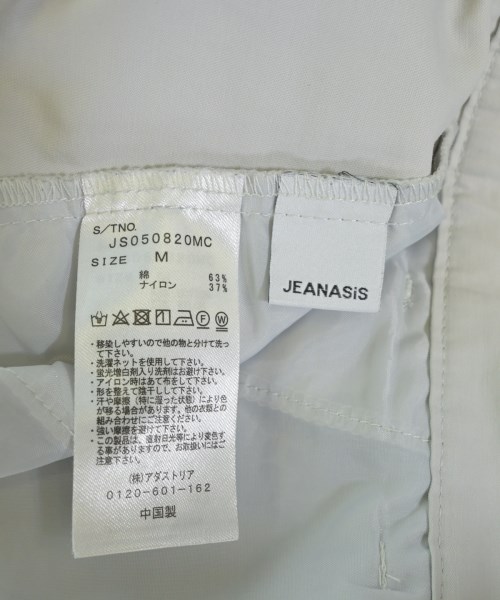 S/TNO.
JS050820MC
SIZE M
綿 63%
ナイロン 37%
JEANASiS
・移染しやすいので他の物と分けて洗っ
て下さい。
・洗濯ネットを使用して下さい。
・蛍光増白剤入り洗剤はお避け下さい。
・アイロン時はあて布をして下さい。
・形を整えて陰干しして下さい。
・汗や摩擦(特に湿った状態)により色
が移る場合があります。他の衣類との
組み合わせにご注意ください。
・強い摩擦を避けて下さい。
・この製品は、直射日光等により変色す
る事がありますので、お取扱いにはご
注意下さい。
(株)アダストリア
0120-601-162
中国製